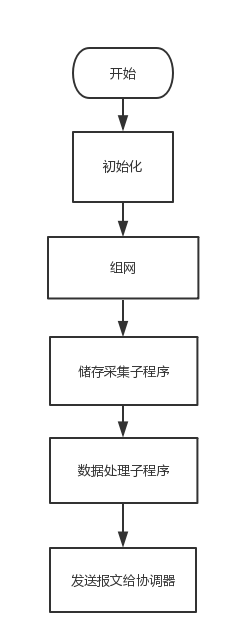 开始
初始化
组网
储存采集子程序
数据处理子程序
发送报文给协调器